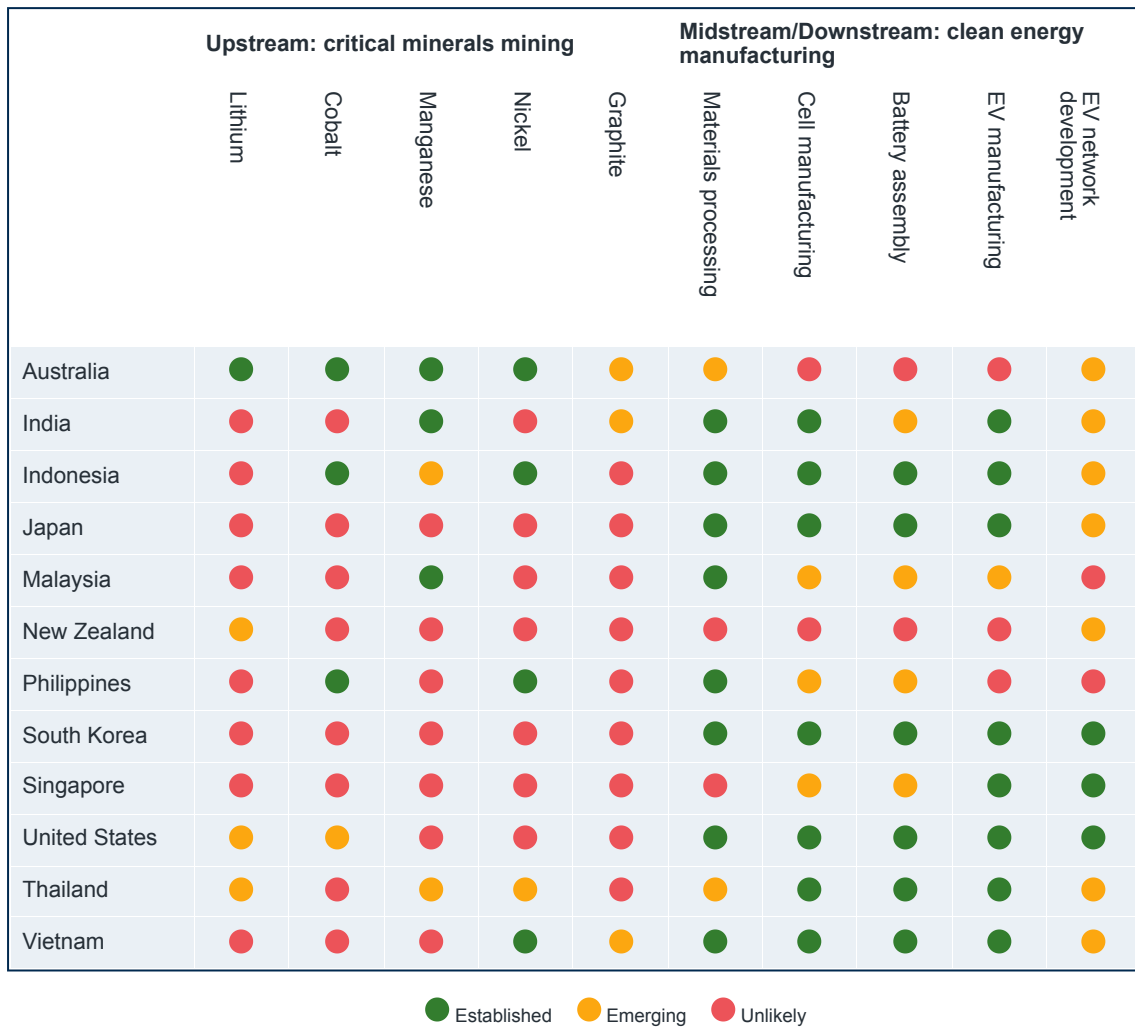 Upstream: critical minerals mining
Midstream/Downstream: clean energy
manufacturing
Lithium
Cobalt
Manganese
Nickel
Graphite
Materials processing
Cell manufacturing
Battery assembly
EV manufacturing
EV network
development
Australia
India
Indonesia
Japan
Malaysia
New Zealand
Philippines
South Korea
Singapore
United States
Thailand
Vietnam
Established
Emerging
Unlikely